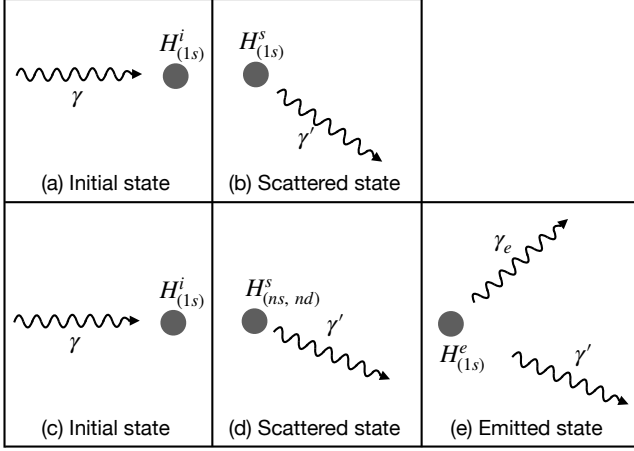 H^i_(1s)
γ
(a) Initial state
H^s_(1s)
γ′
(b) Scattered state
H^i_(1s)
γ
(c) Initial state
H^s_(ns, nd)
γ′
(d) Scattered state
γ_e
H^e_(1s)
γ′
(e) Emitted state